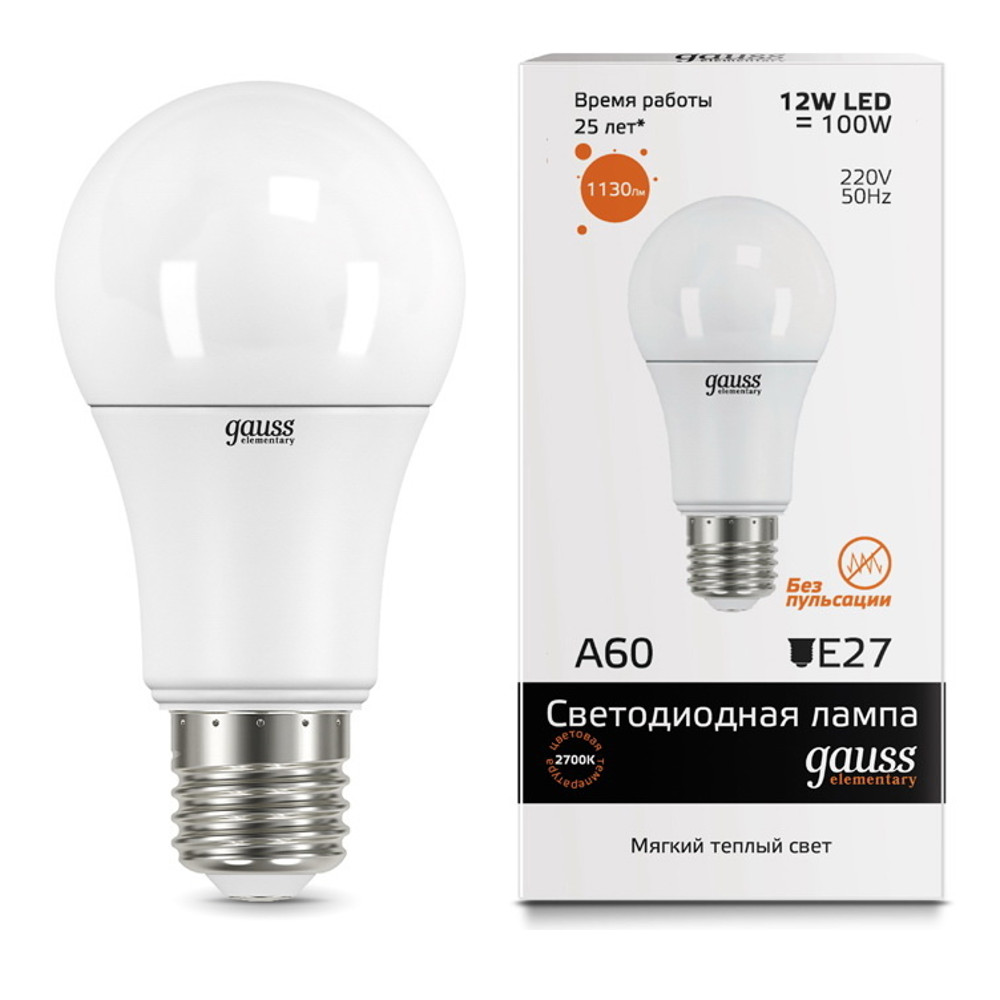 gauss
elementary
gauss
Время работы
25 лет*
12W LED
= 100W
1130Лм
220V
50Hz
gauss
elementary
Без
пульсации
A60
E27
Светодиодная лампа
цветовая
2700K
температура
gauss
elementary
Мягкий теплый свет